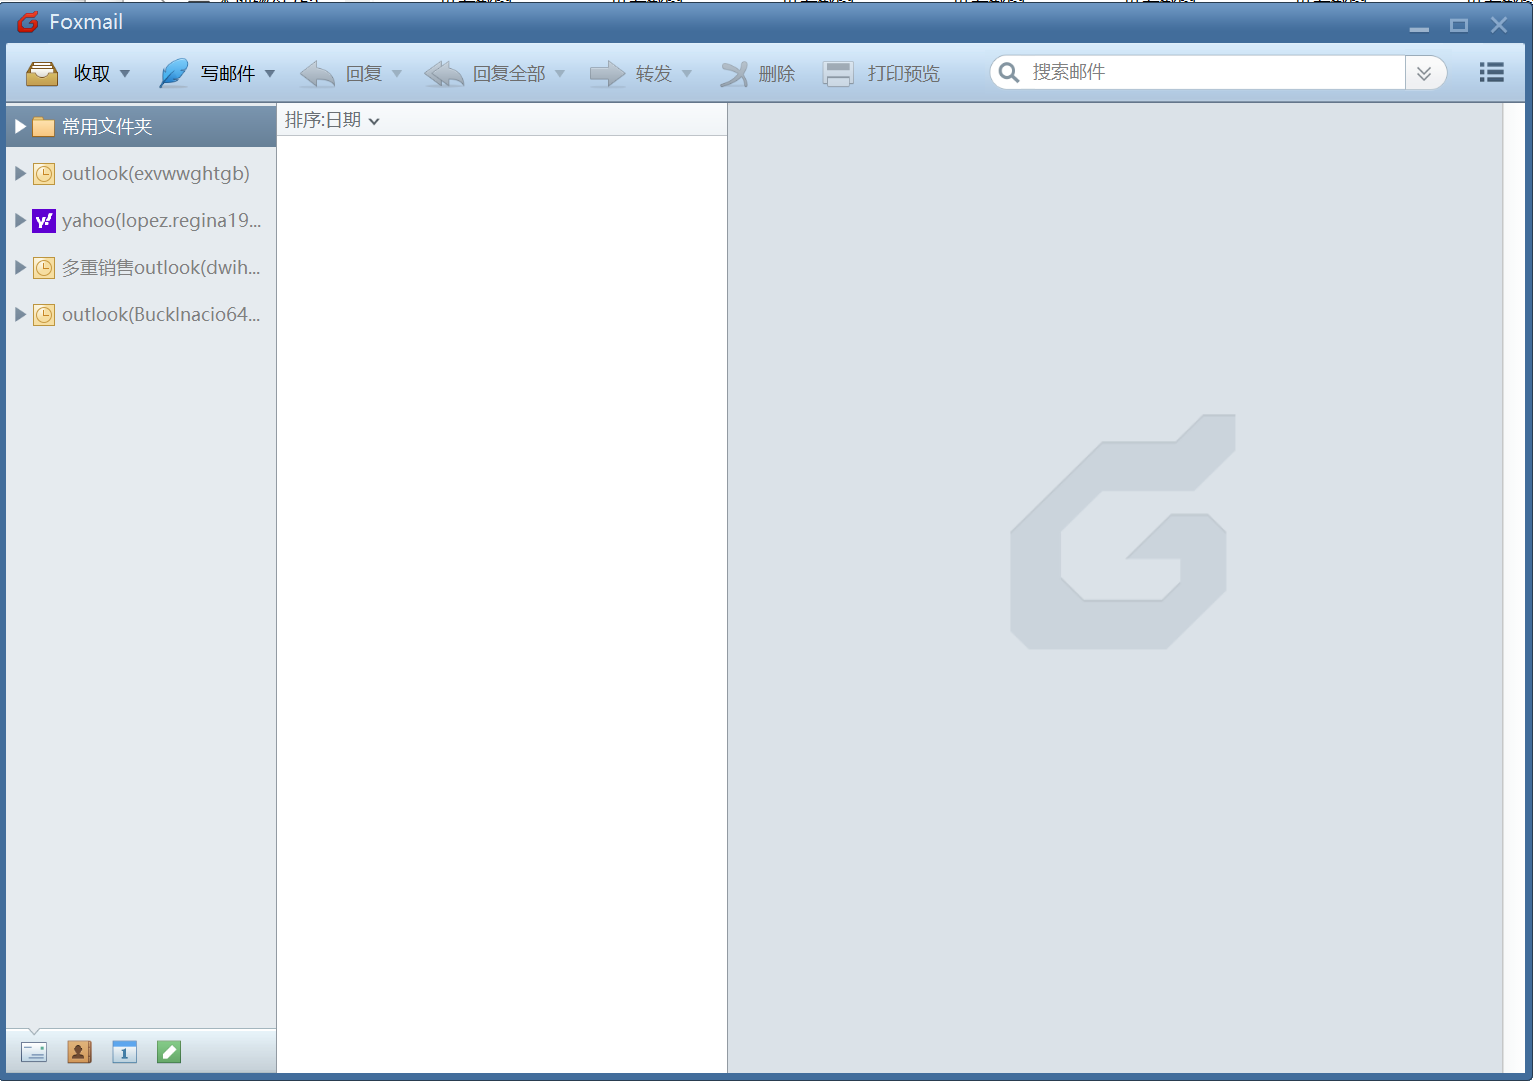 Foxmail
收取 写邮件 回复 回复全部 转发 删除 打印预览 搜索邮件
常用文件夹
排序:日期
outlook(exvwwghtgb)
yahoo(lopez.regina19...
多重销售outlook(dwih...
outlook(BuckInacio64...
1